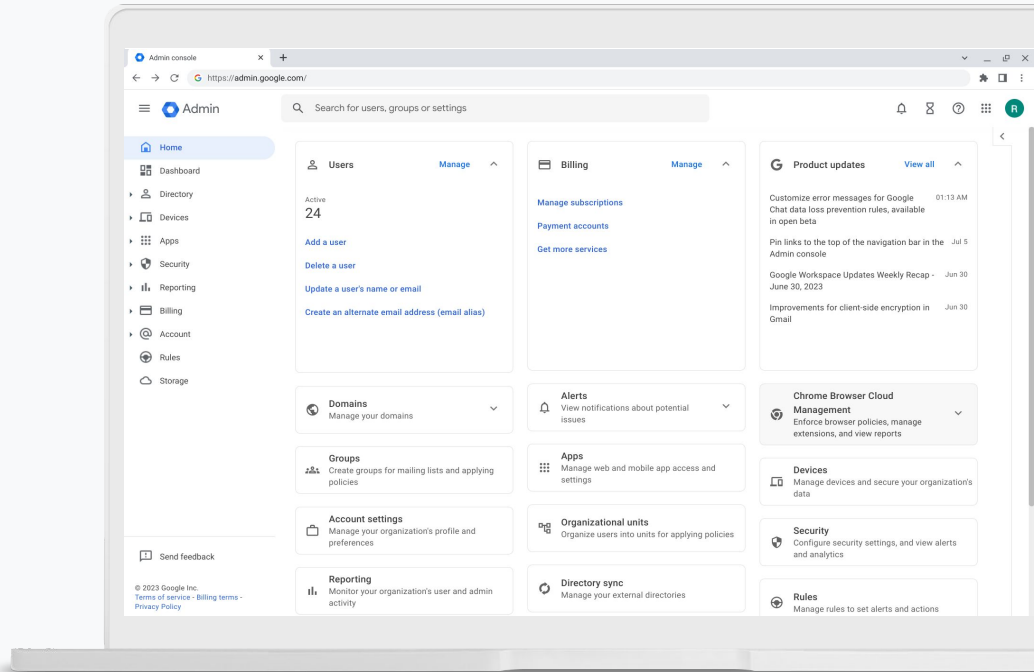 Admin console
https://admin.google.com/
Admin
Search for users, groups or settings
R
Home
Dashboard
Directory
Devices
Apps
Security
Reporting
Billing
Account
Rules
Storage
Send feedback
© 2023 Google Inc.
Terms of service - Billing terms -
Privacy Policy
Users
Manage
Active
24
Add a user
Delete a user
Update a user's name or email
Create an alternate email address (email alias)
Billing
Manage
Manage subscriptions
Payment accounts
Get more services
G Product updates
View all
Customize error messages for Google 01:13 AM
Chat data loss prevention rules, available
in open beta
Pin links to the top of the navigation bar in the Jul 5
Admin console
Google Workspace Updates Weekly Recap - Jun 30
June 30, 2023
Improvements for client-side encryption in Jun 30
Gmail
Domains
Manage your domains
Alerts
View notifications about potential
issues
Chrome Browser Cloud
Management
Enforce browser policies, manage
extensions, and view reports
Groups
Create groups for mailing lists and applying
policies
Apps
Manage web and mobile app access and
settings
Devices
Manage devices and secure your organization's
data
Account settings
Manage your organization's profile and
preferences
Organizational units
Organize users into units for applying policies
Security
Configure security settings, and view alerts
and analytics
Reporting
Monitor your organization's user and admin
activity
Directory sync
Manage your external directories
Rules
Manage rules to set alerts and actions